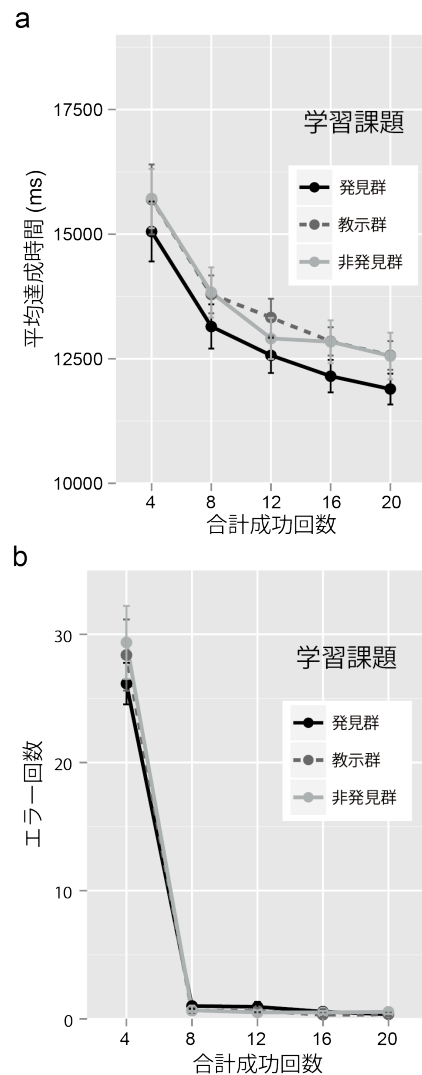 a
17500
15000
12500
10000
平均達成時間 (ms)
学習課題
発見群
教示群
非発見群
4 8 12 16 20
合計成功回数
b
30
20
10
0
エラー回数
学習課題
発見群
教示群
非発見群
4 8 12 16 20
合計成功回数